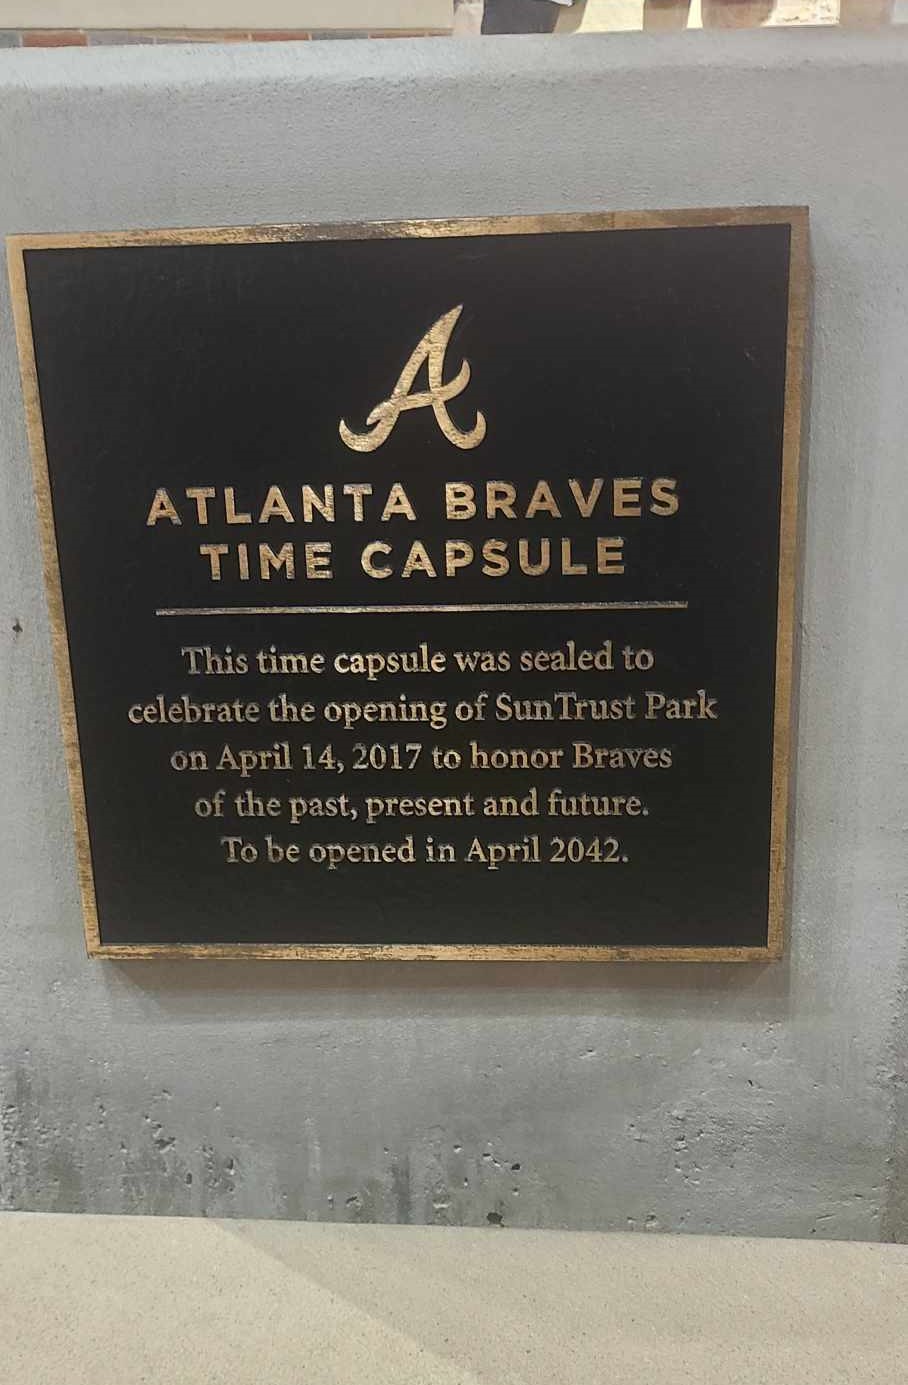 A
ATLANTA BRAVES
TIME CAPSULE
This time capsule was sealed to
celebrate the opening of SunTrust Park
on April 14, 2017 to honor Braves
of the past, present and future.
To be opened in April 2042.